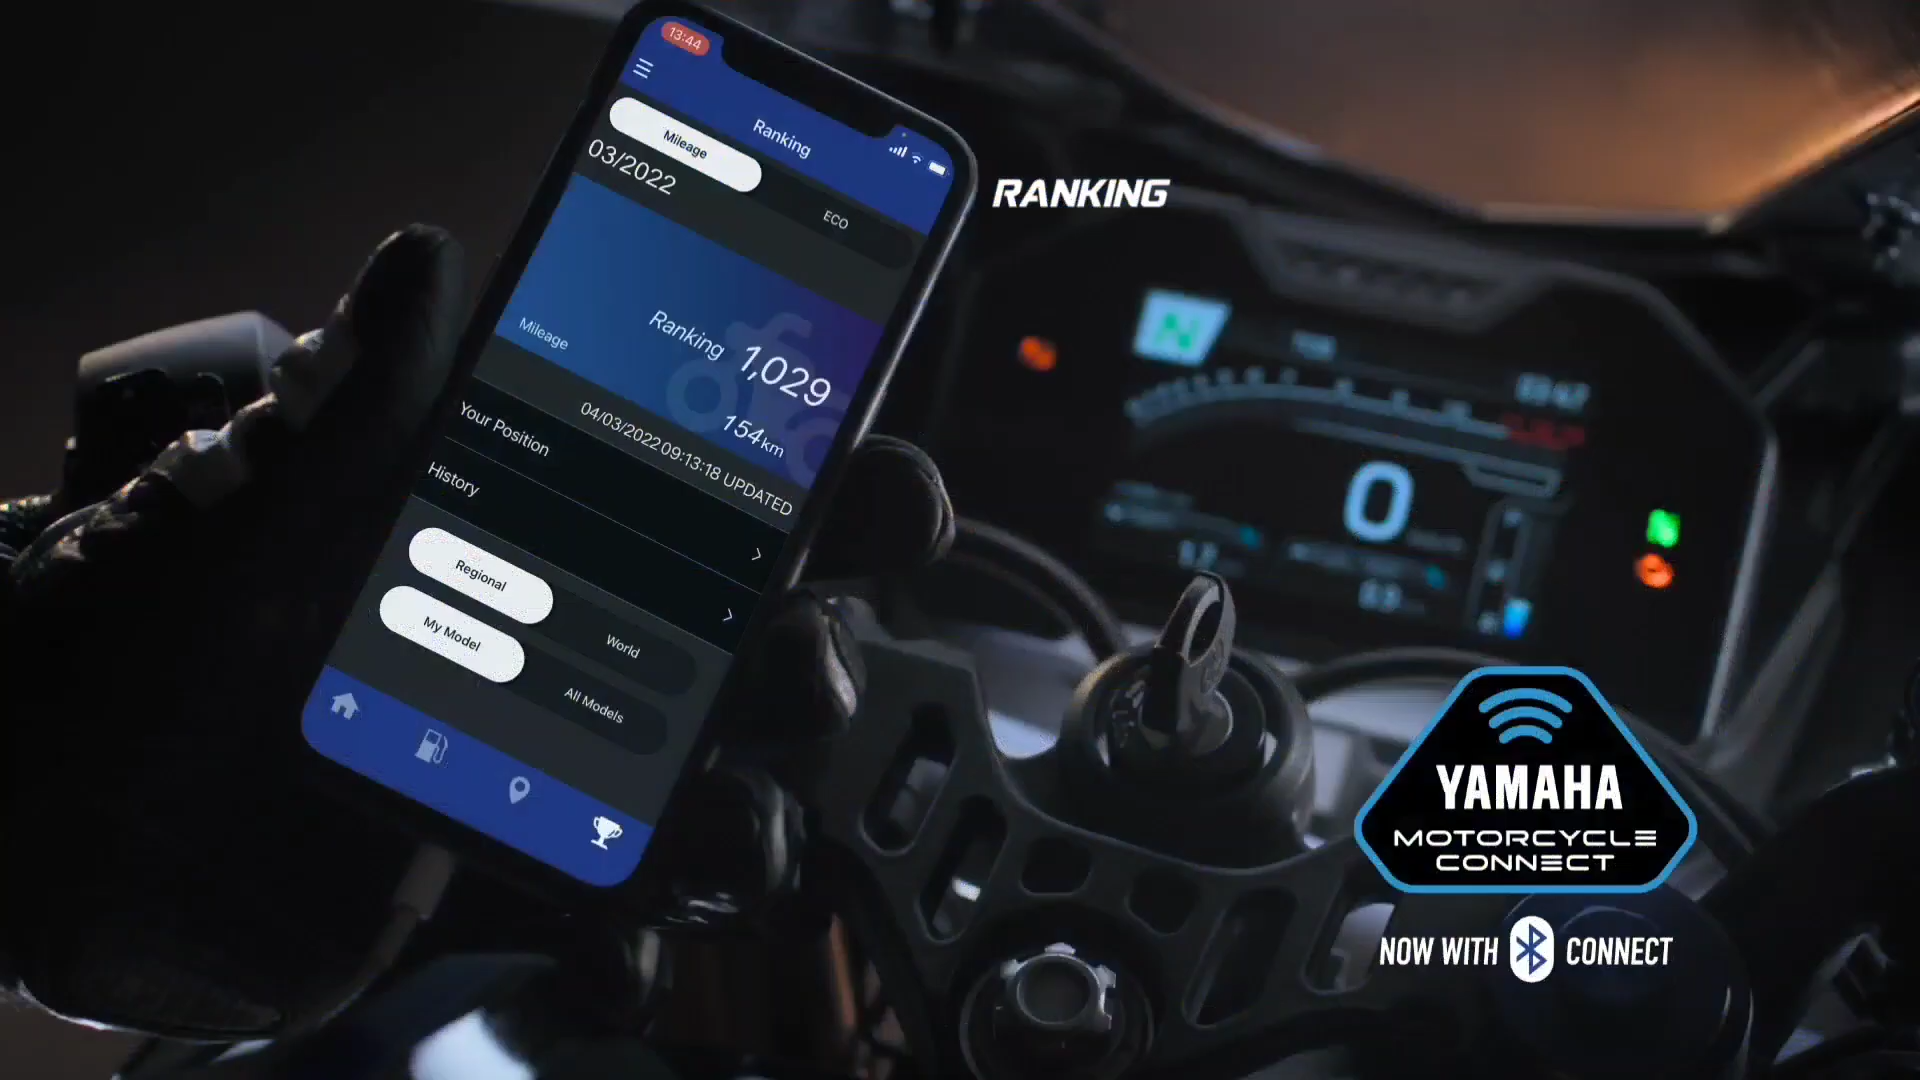 13:44
Ranking
Mileage
ECO
03/2022
Ranking 1,029
Mileage
154km
04/03/2022 09:13:18 UPDATED
Your Position
History
Regional
World
My Model
All Models
RANKING
N
0
YAMAHA
MOTORCYCLE
CONNECT
NOW WITH CONNECT